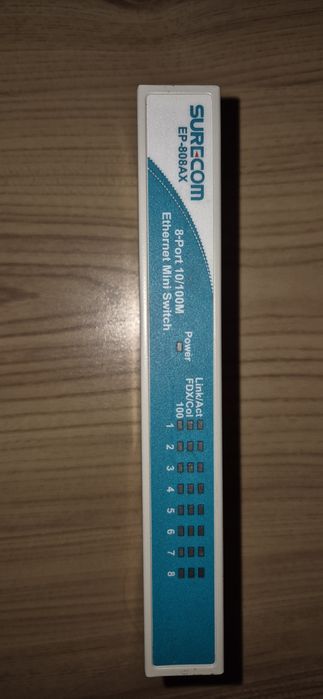 SURECOM
EP-808AX
8-Port 10/100M
Ethernet Mini Switch
Power
Link/Act
FDX/Col
100
1 2 3 4 5 6 7 8